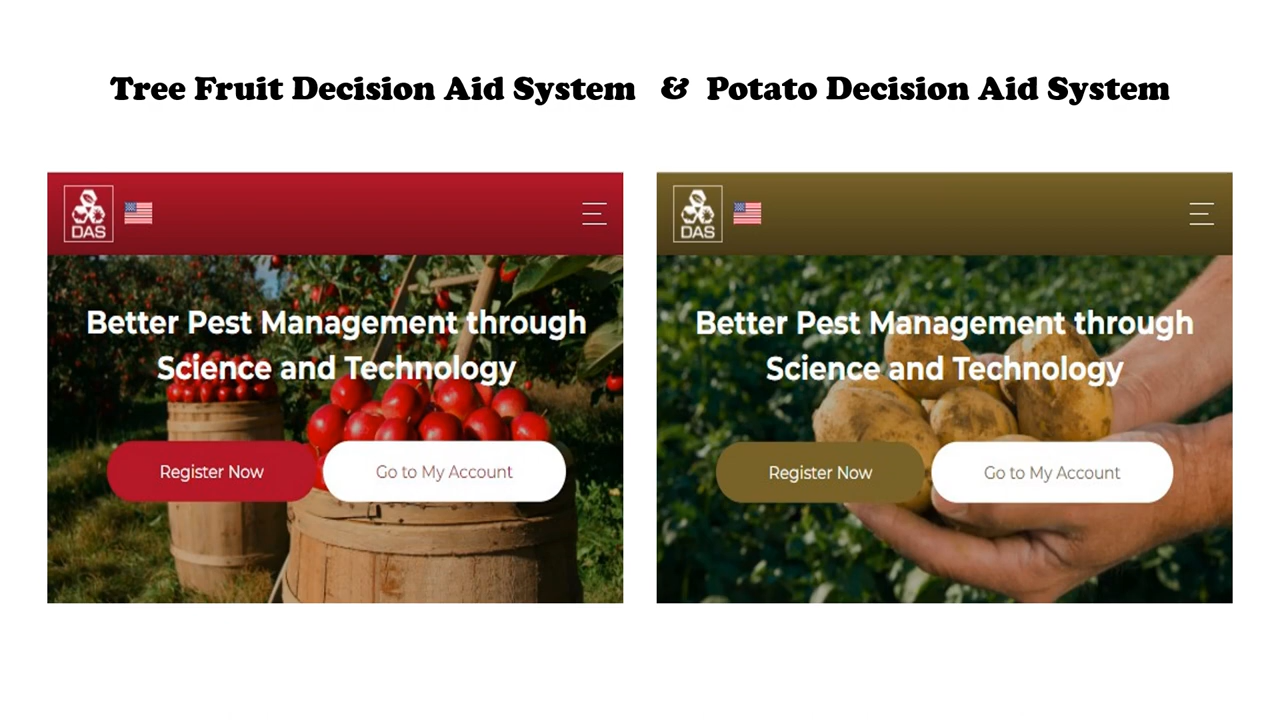 Tree Fruit Decision Aid System & Potato Decision Aid System
DAS
Better Pest Management through
Science and Technology
Register Now
Go to My Account
DAS
Better Pest Management through
Science and Technology
Register Now
Go to My Account